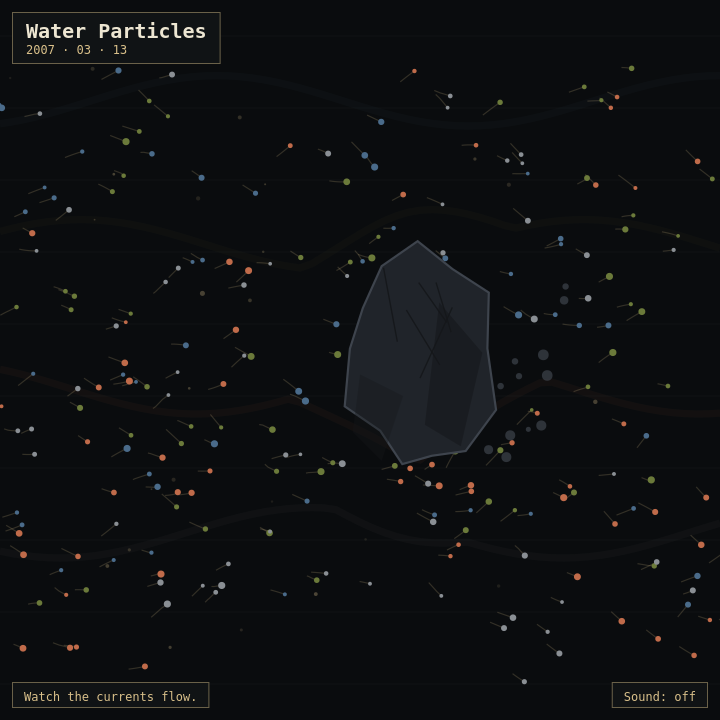 Water Particles
2007 · 03 · 13
Watch the currents flow.
Sound: off